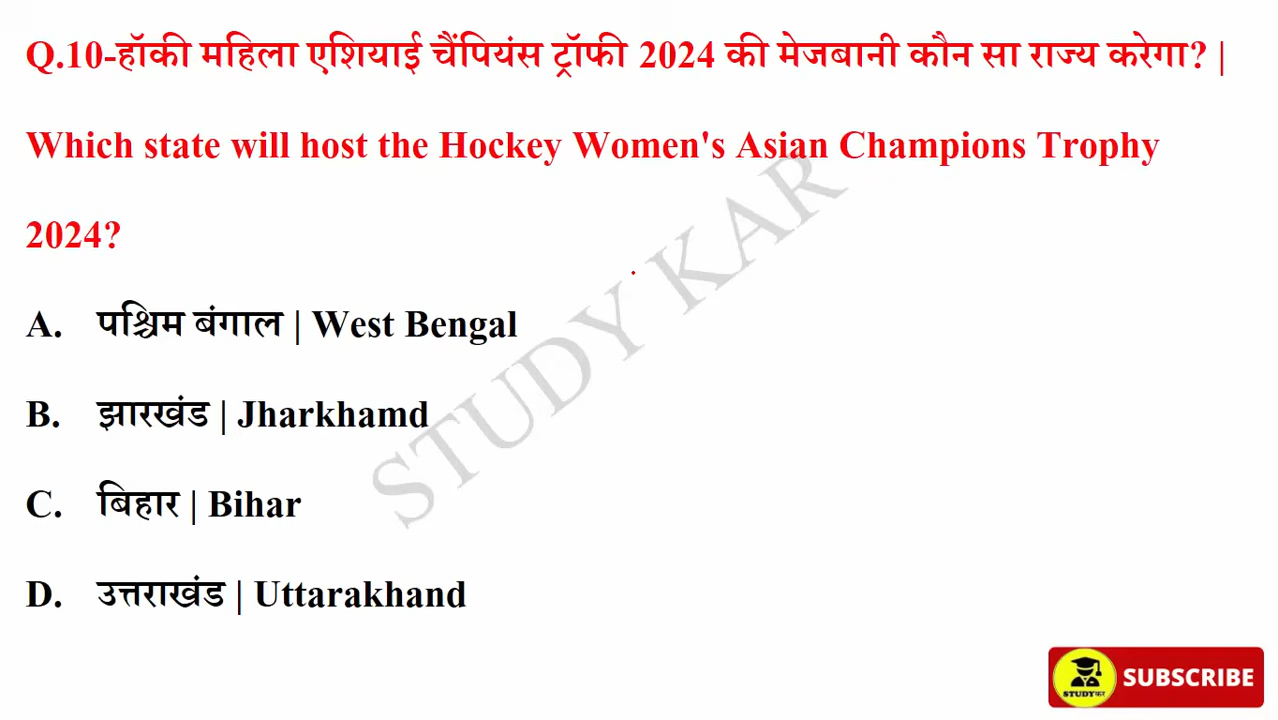 Q.10-हॉकी महिला एशियाई चैंपियंस ट्रॉफी 2024 की मेजबानी कौन सा राज्य करेगा? |
Which state will host the Hockey Women's Asian Champions Trophy
2024?
A. पश्चिम बंगाल | West Bengal
B. झारखंड | Jharkhamd
C. बिहार | Bihar
D. उत्तराखंड | Uttarakhand
STUDY KAR
STUDYकर
SUBSCRIBE